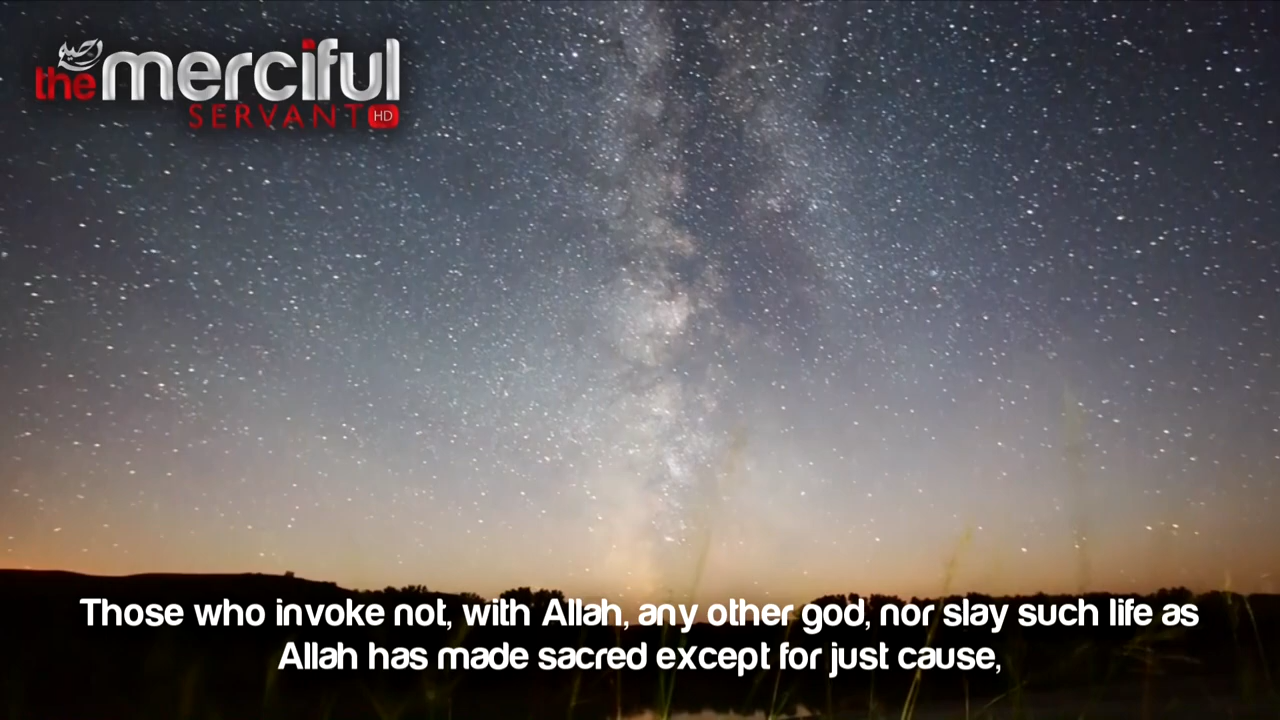 the merciful
SERVANT HD
Those who invoke not, with Allah, any other god, nor slay such life as
Allah has made sacred except for just cause,